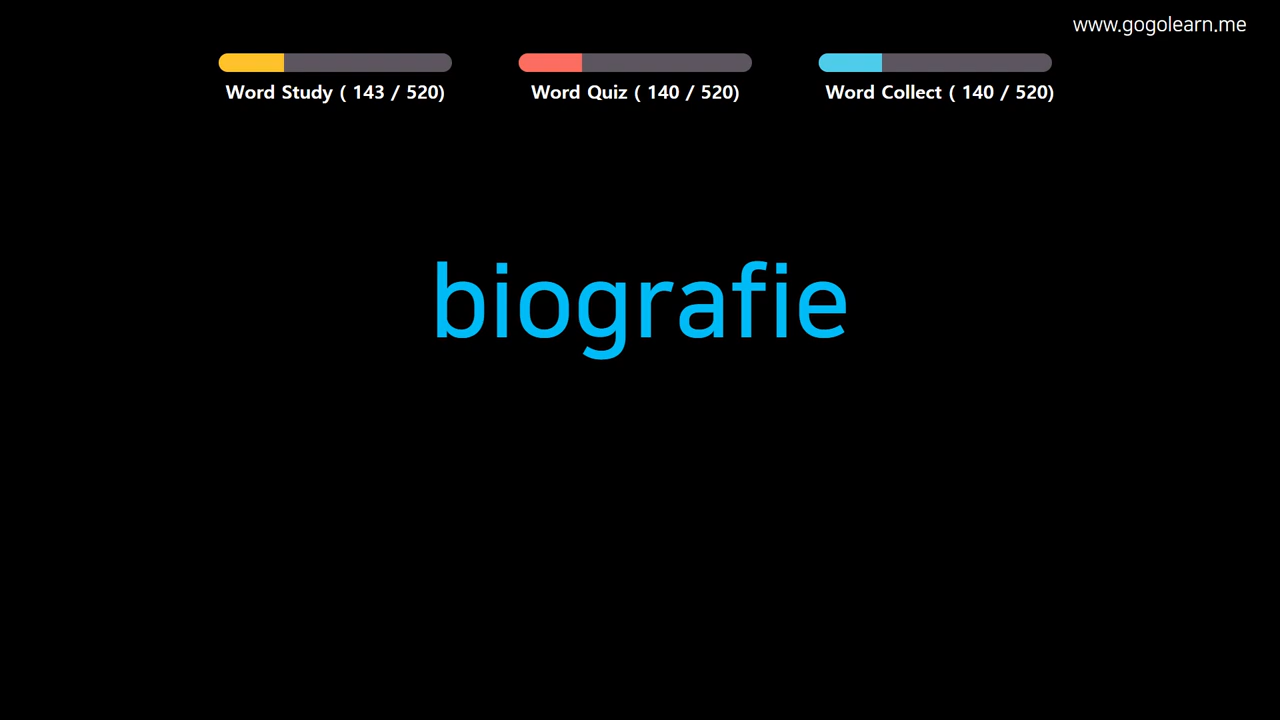 www.gogolearn.me
Word Study ( 143 / 520)
Word Quiz ( 140 / 520)
Word Collect ( 140 / 520)
biografie